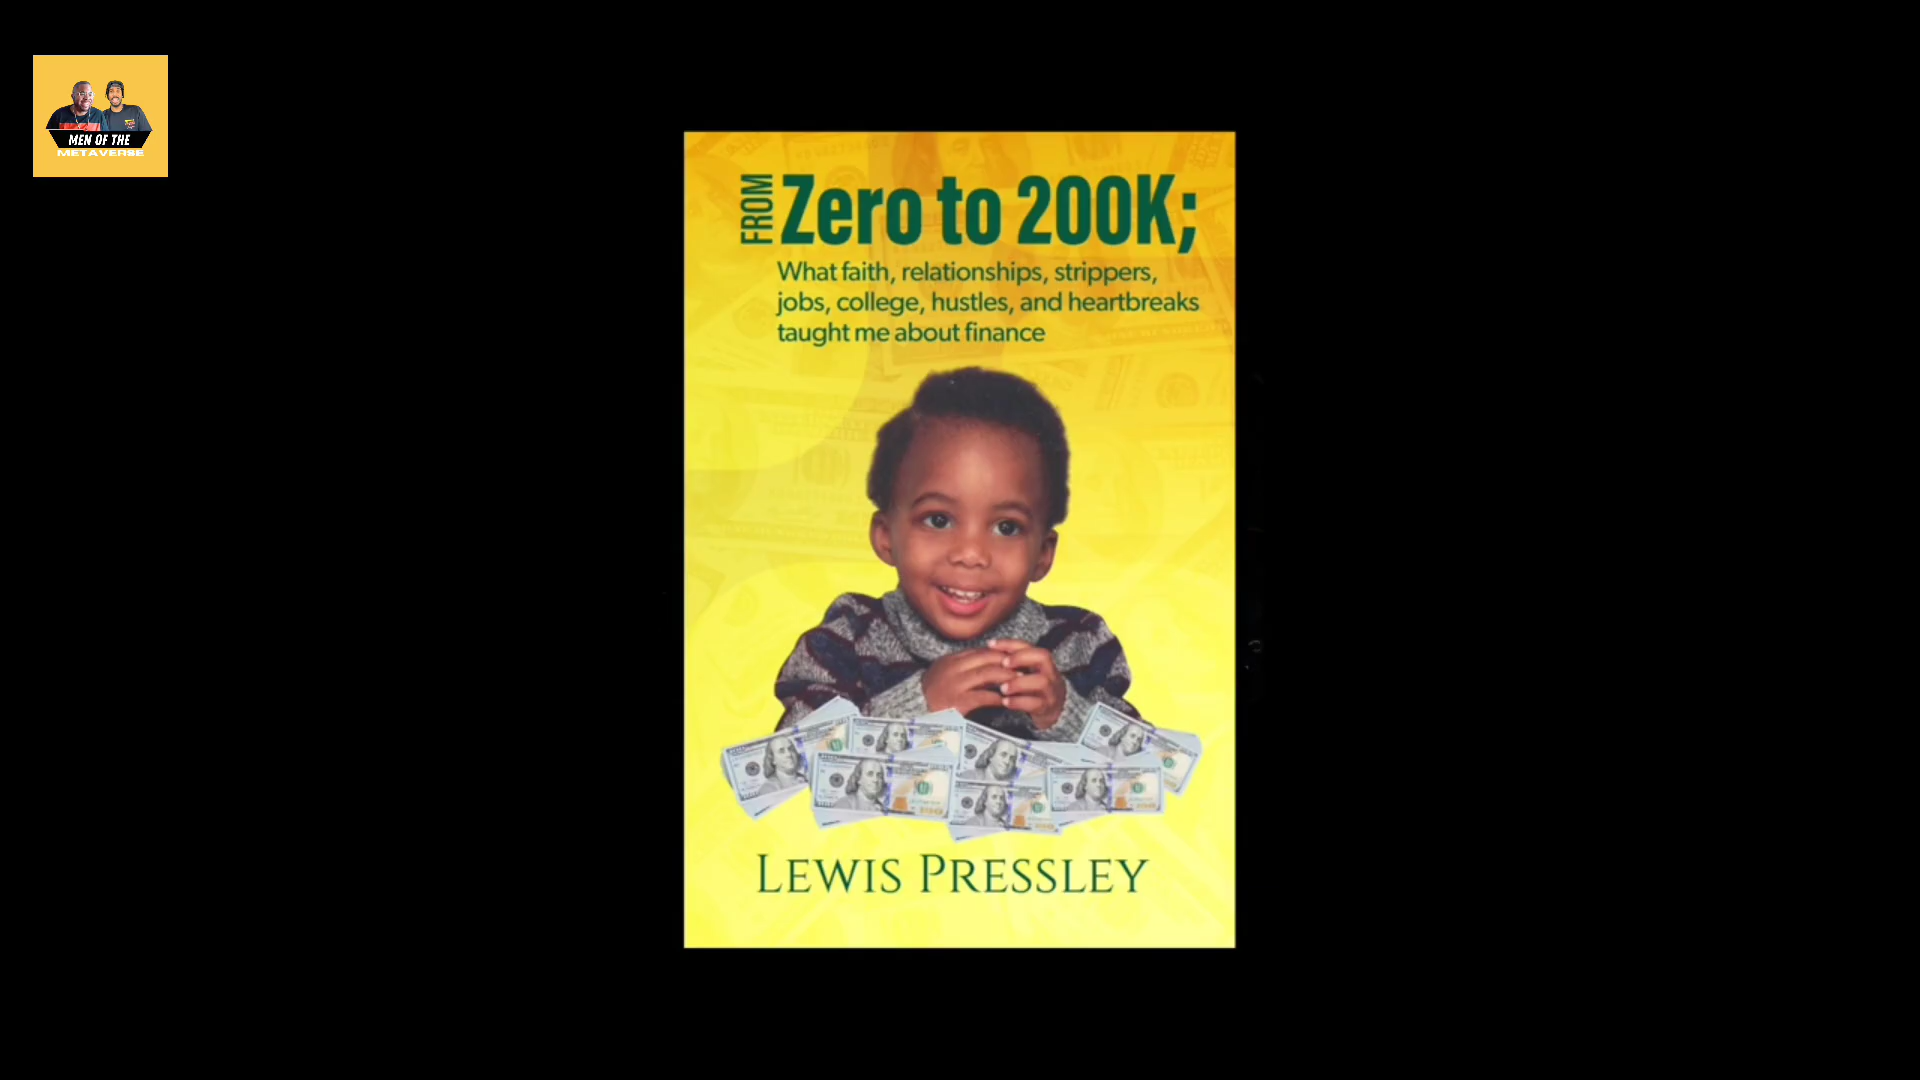 MEN OF THE
METAVERSE
FROM Zero to 200K;
What faith, relationships, strippers,
jobs, college, hustles, and heartbreaks
taught me about finance
LEWIS PRESSLEY